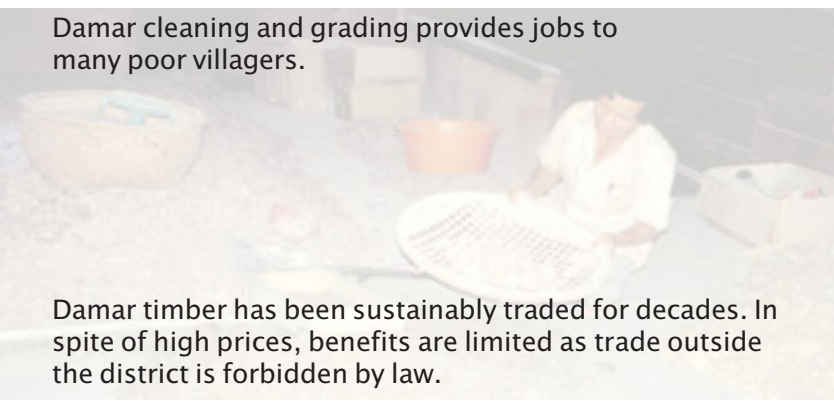 Damar cleaning and grading provides jobs to
many poor villagers.
Damar timber has been sustainably traded for decades. In
spite of high prices, benefits are limited as trade outside
the district is forbidden by law.